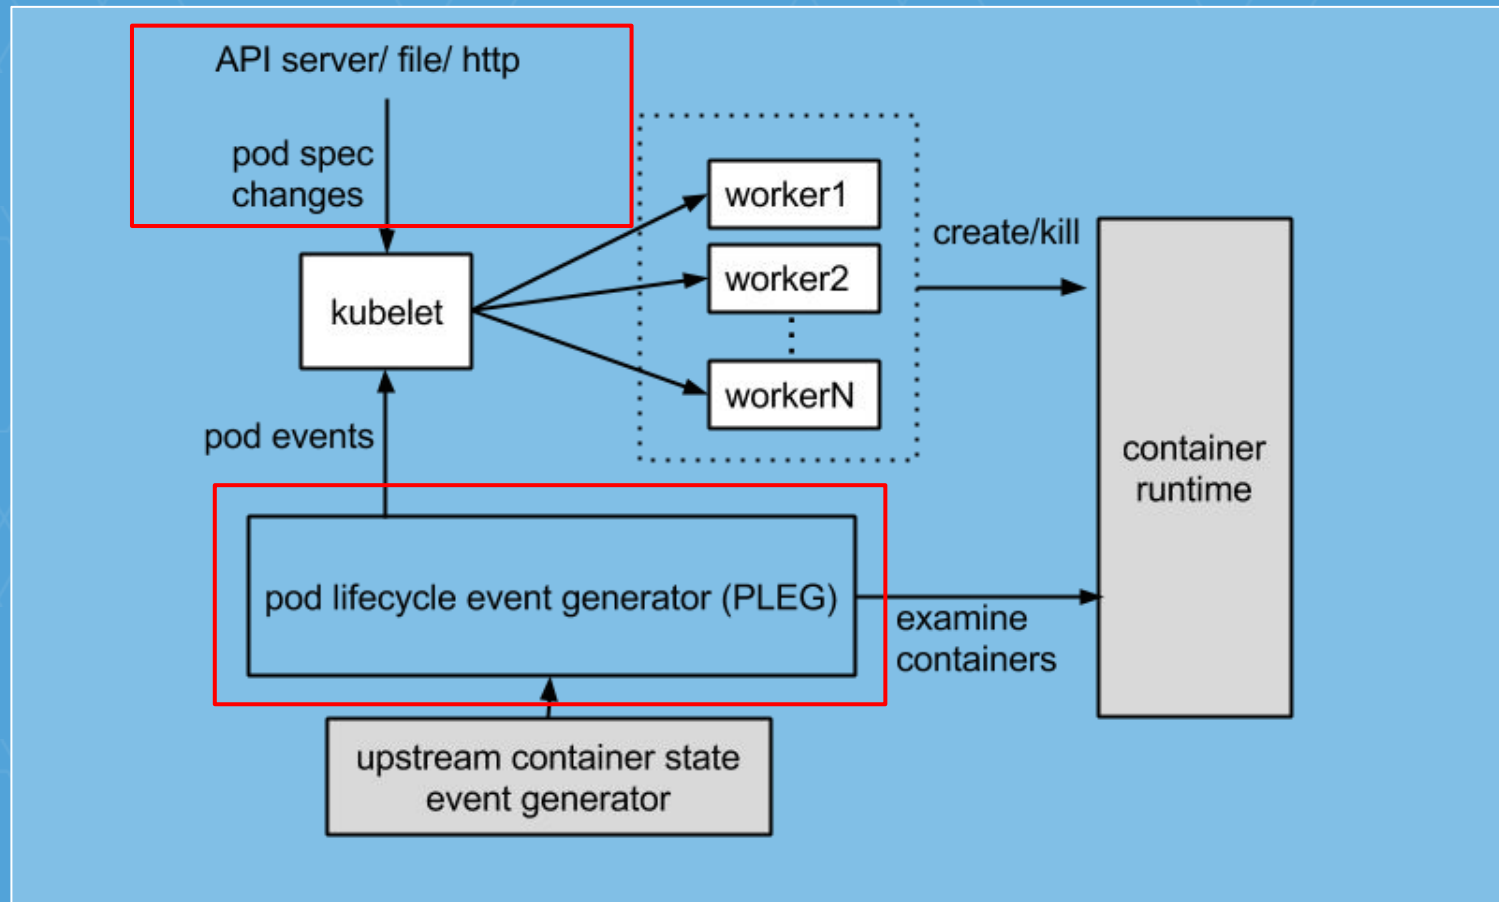 API server/ file/ http
pod spec
changes
kubelet
worker1
worker2
workerN
create/kill
container
runtime
pod events
pod lifecycle event generator (PLEG)
examine
containers
upstream container state
event generator